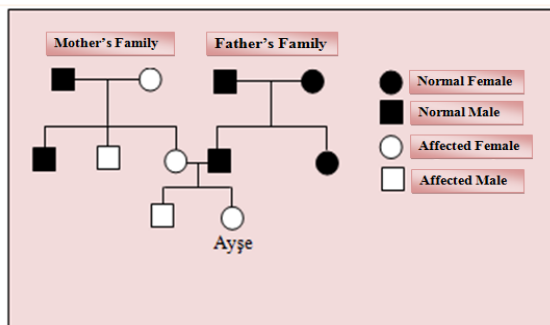 Mother's Family
Father's Family
Normal Female
Normal Male
Affected Female
Affected Male
Ayşe